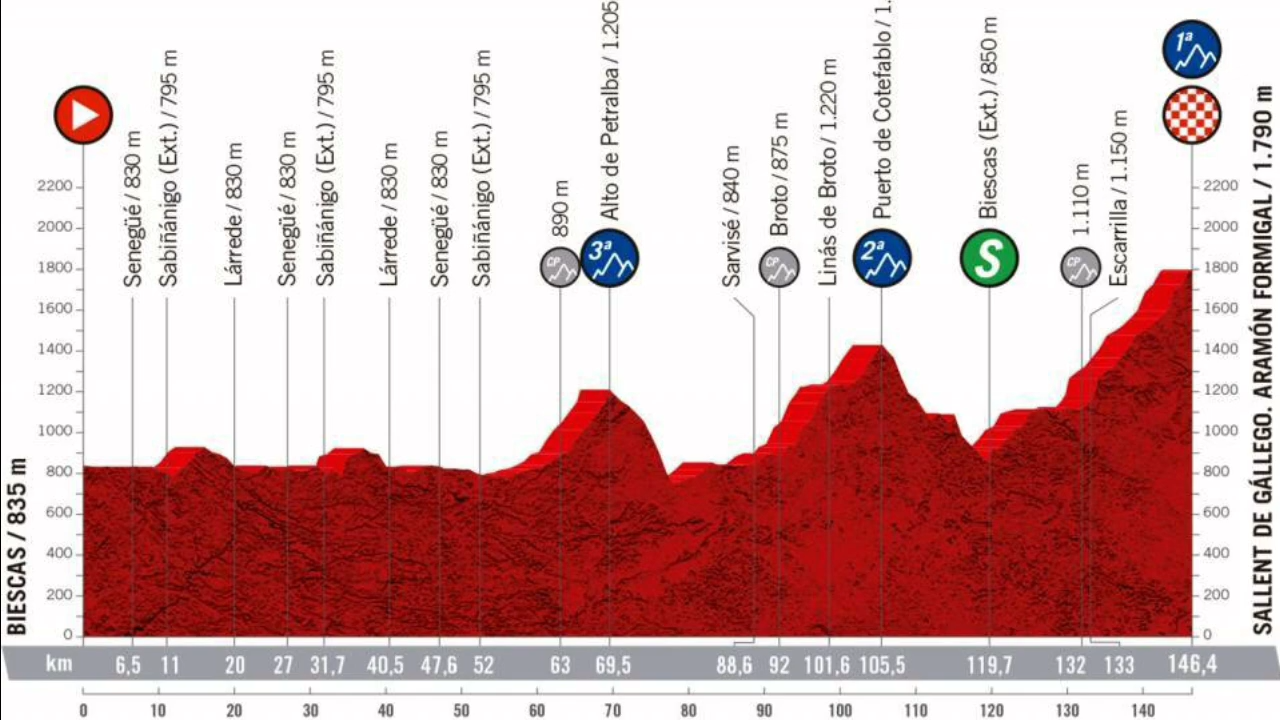 Senegüé / 830 m
Sabiñánigo (Ext.) / 795 m
Lárrede / 830 m
Senegüé / 830 m
Sabiñánigo (Ext.) / 795 m
Lárrede / 830 m
Senegüé / 830 m
Sabiñánigo (Ext.) / 795 m
890 m
Alto de Petralba / 1.205
Sarvisé / 840 m
Broto / 875 m
Linás de Broto / 1.220 m
Puerto de Cotefablo / 1.
Biescas (Ext.) / 850 m
1.110 m
Escarrilla / 1.150 m
1ª
CP
3ª
CP
2ª
S
CP
BIESCAS / 835 m
SALLENT DE GÁLLEGO. ARAMÓN FORMIGAL / 1.790 m
2200
2000
1800
1600
1400
1200
1000
800
600
400
200
0
2200
2000
1800
1600
1400
1200
1000
800
600
400
200
0
km 6,5 11 20 27 31,7 40,5 47,6 52 63 69,5 88,6 92 101,6 105,5 119,7 132 133 146,4
0 10 20 30 40 50 60 70 80 90 100 110 120 130 140